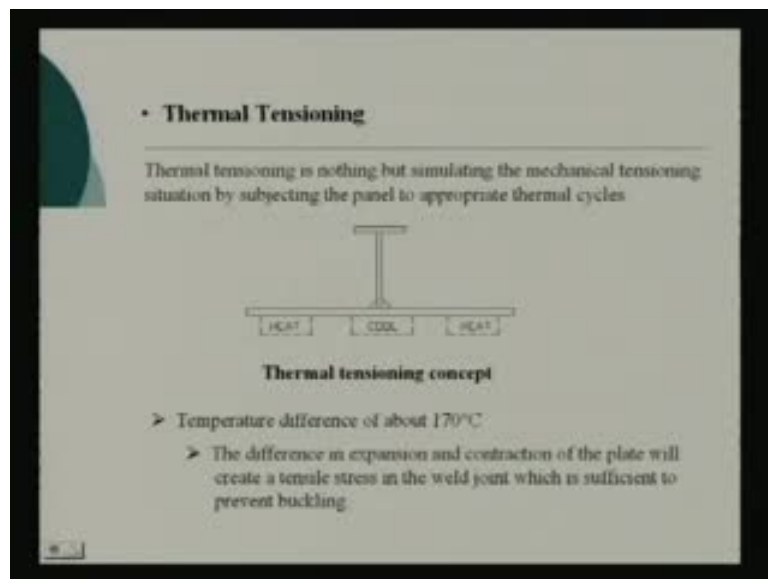 • Thermal Tensioning
Thermal tensioning is nothing but simulating the mechanical tensioning
situation by subjecting the panel to appropriate thermal cycles
HEAT COOL HEAT
Thermal tensioning concept
➢ Temperature difference of about 170°C
➢ The difference in expansion and contraction of the plate will
create a tensile stress in the weld joint which is sufficient to
prevent buckling